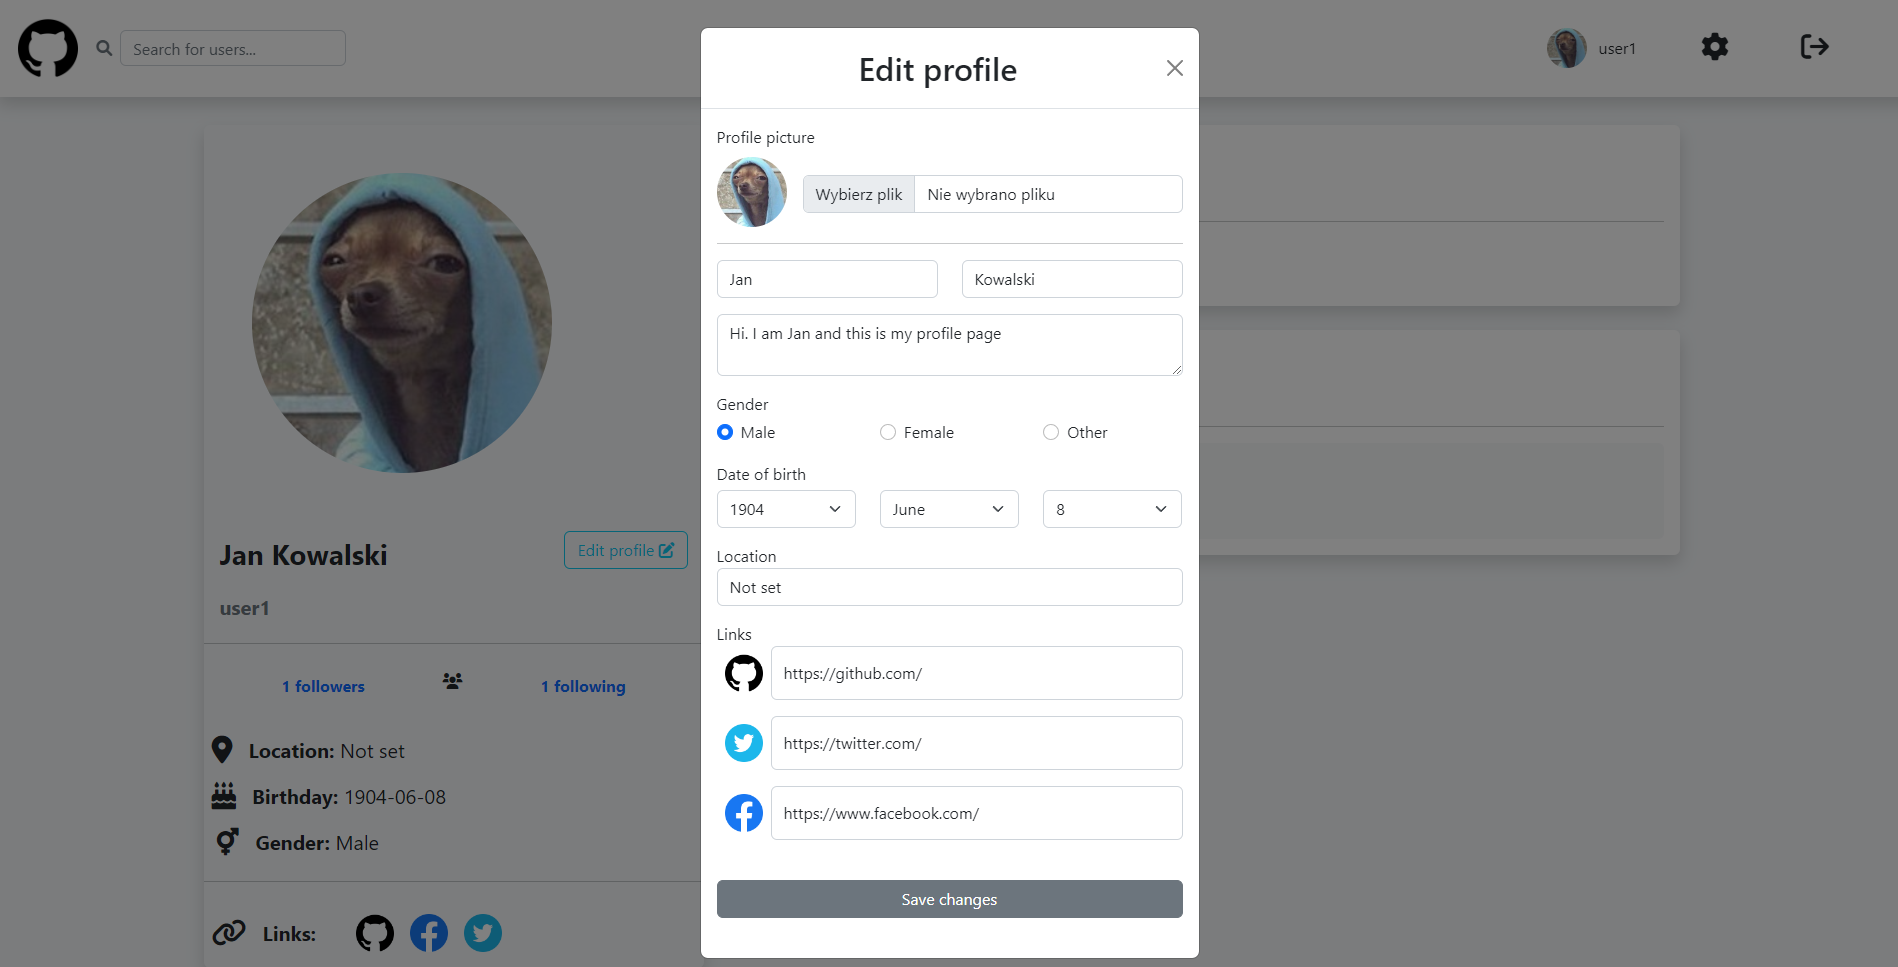 Search for users...
user1
Edit profile
Profile picture
Wybierz plik Nie wybrano pliku
Jan Kowalski
Hi. I am Jan and this is my profile page
Gender
Male Female Other
Date of birth
1904 June 8
Location
Not set
Links
https://github.com/
https://twitter.com/
https://www.facebook.com/
Save changes
Jan Kowalski
Edit profile
user1
1 followers 1 following
Location: Not set
Birthday: 1904-06-08
Gender: Male
Links: